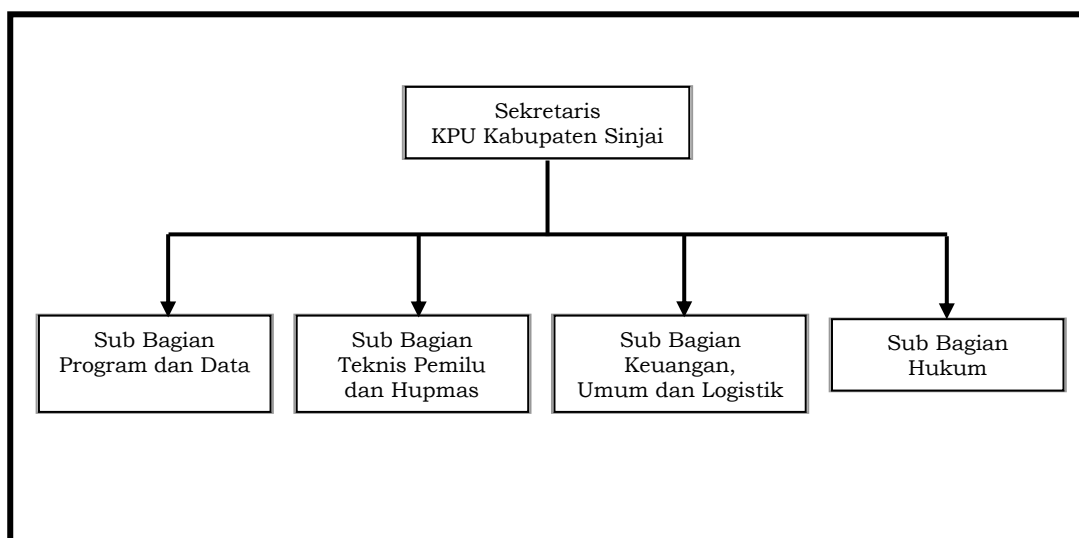 Sekretaris
KPU Kabupaten Sinjai
Sub Bagian
Program dan Data
Sub Bagian
Teknis Pemilu
dan Hupmas
Sub Bagian
Keuangan,
Umum dan Logistik
Sub Bagian
Hukum